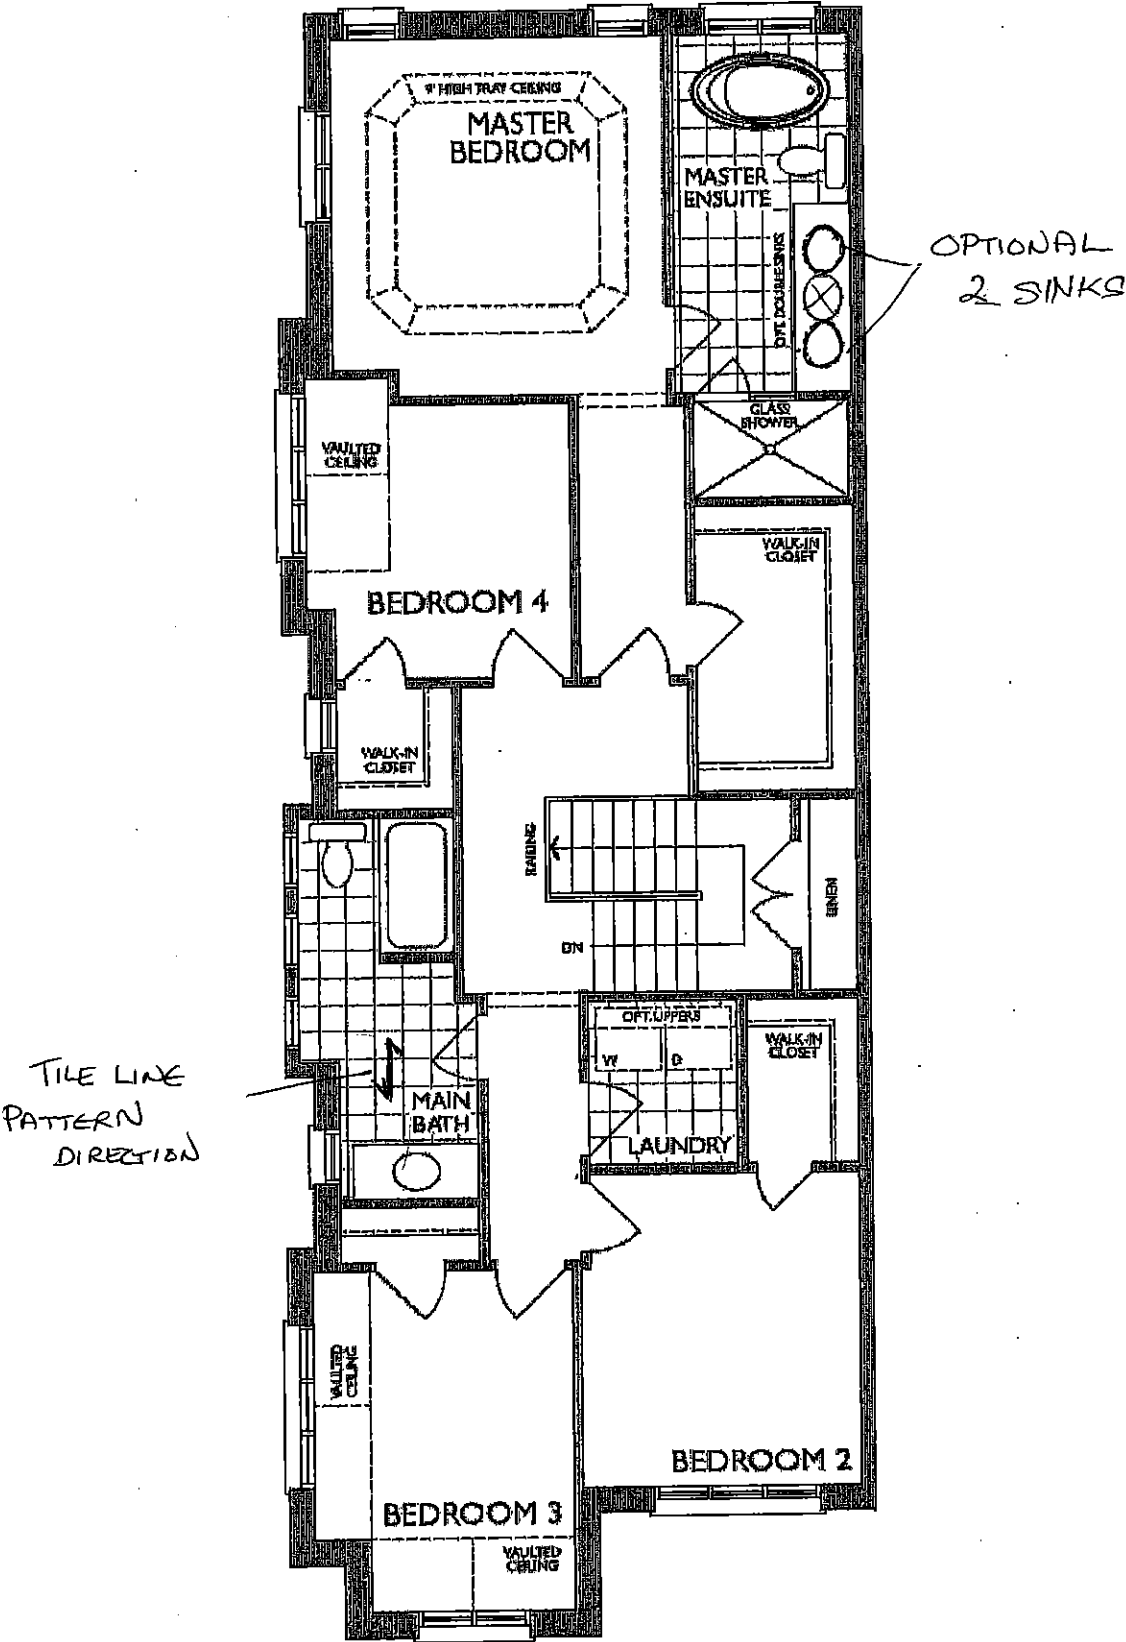 9' HIGH TRAY CEILING
MASTER
BEDROOM
MASTER
ENSUITE
OPT. DOUBLE SINKS
OPTIONAL
2 SINKS
GLASS
SHOWER
VAULTED
CEILING
WALK-IN
CLOSET
BEDROOM 4
WALK-IN
CLOSET
RAILING
LINEN
DN
OPT. UPPERS
W D
WALK-IN
CLOSET
TILE LINE
PATTERN
DIRECTION
MAIN
BATH
LAUNDRY
VAULTED
CEILING
BEDROOM 2
BEDROOM 3
VAULTED
CEILING